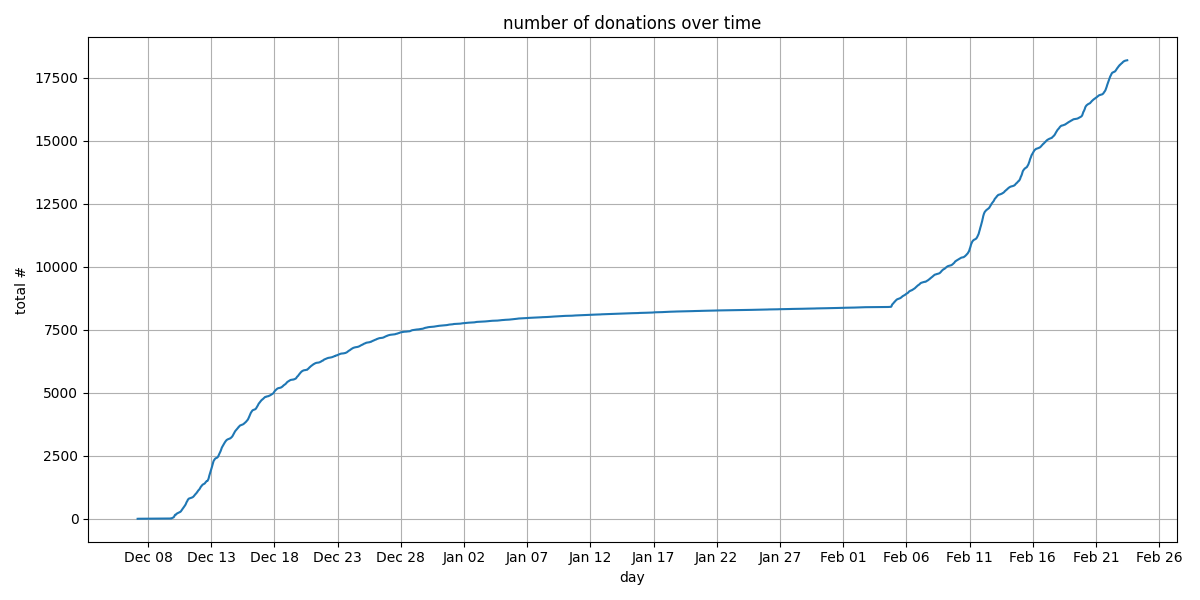 number of donations over time
total #
17500
15000
12500
10000
7500
5000
2500
0
Dec 08 Dec 13 Dec 18 Dec 23 Dec 28 Jan 02 Jan 07 Jan 12 Jan 17 Jan 22 Jan 27 Feb 01 Feb 06 Feb 11 Feb 16 Feb 21 Feb 26
day